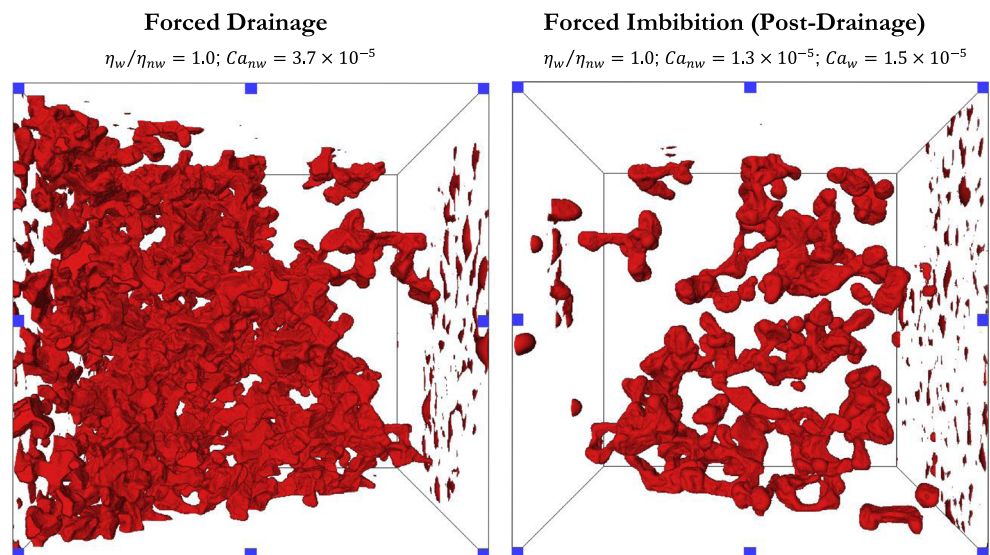 Forced Drainage
η_w/η_nw = 1.0; Ca_nw = 3.7 × 10⁻⁵
Forced Imbibition (Post-Drainage)
η_w/η_nw = 1.0; Ca_nw = 1.3 × 10⁻⁵; Ca_w = 1.5 × 10⁻⁵